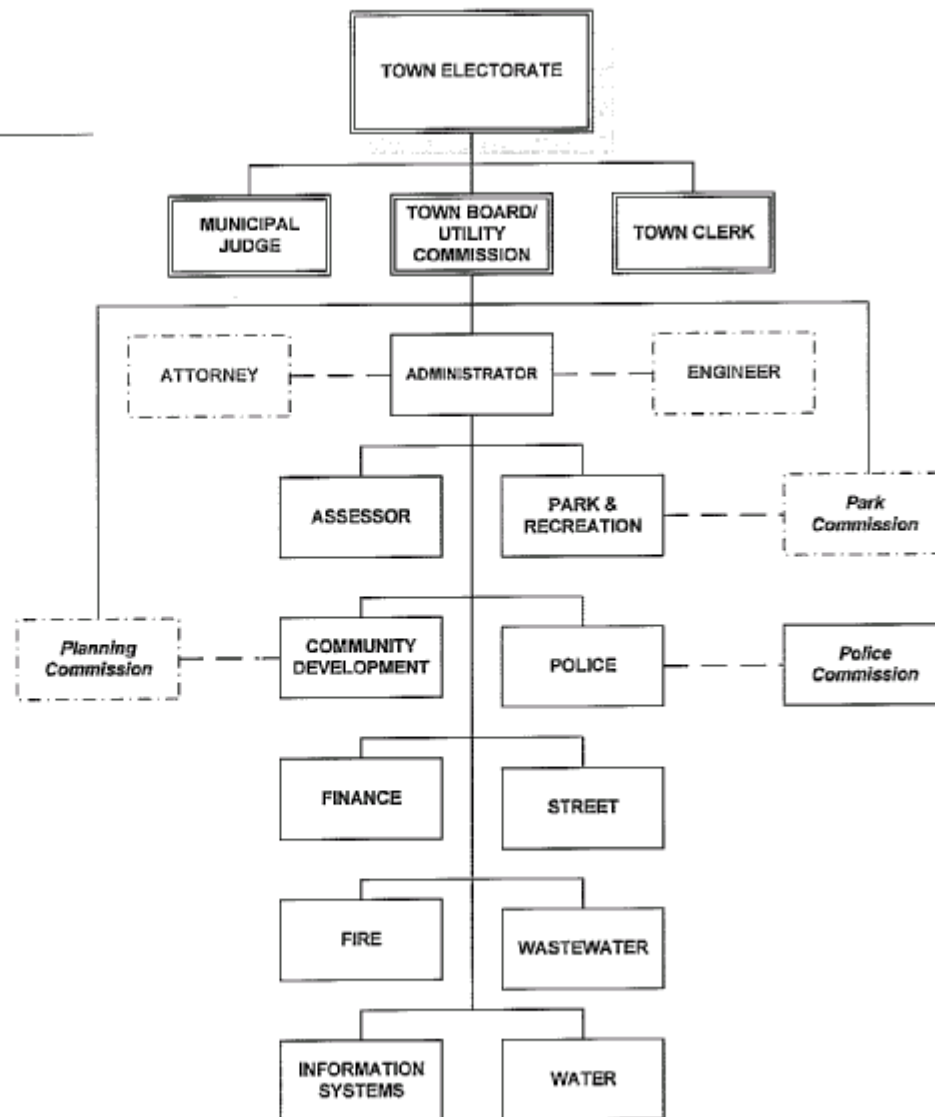 TOWN ELECTORATE
MUNICIPAL
JUDGE
TOWN BOARD/
UTILITY
COMMISSION
TOWN CLERK
ATTORNEY
ADMINISTRATOR
ENGINEER
ASSESSOR
PARK &
RECREATION
Park
Commission
Planning
Commission
COMMUNITY
DEVELOPMENT
POLICE
Police
Commission
FINANCE
STREET
FIRE
WASTEWATER
INFORMATION
SYSTEMS
WATER